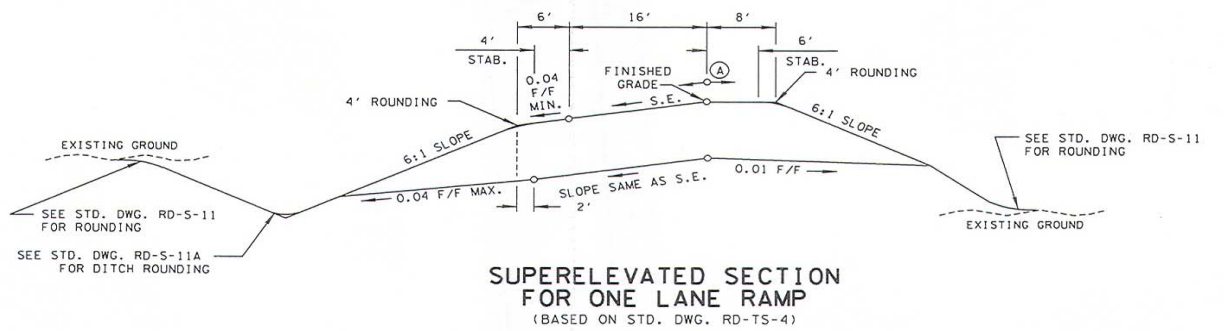 6' 16' 8'
4' 6'
STAB. STAB.
0.04
F/F
MIN.
FINISHED
GRADE
A
4' ROUNDING
4' ROUNDING
S.E.
6:1 SLOPE
6:1 SLOPE
EXISTING GROUND
SEE STD. DWG. RD-S-11
FOR ROUNDING
0.04 F/F MAX.
SLOPE SAME AS S.E.
0.01 F/F
2'
SEE STD. DWG. RD-S-11
FOR ROUNDING
EXISTING GROUND
SEE STD. DWG. RD-S-11A
FOR DITCH ROUNDING
SUPERELEVATED SECTION
FOR ONE LANE RAMP
(BASED ON STD. DWG. RD-TS-4)